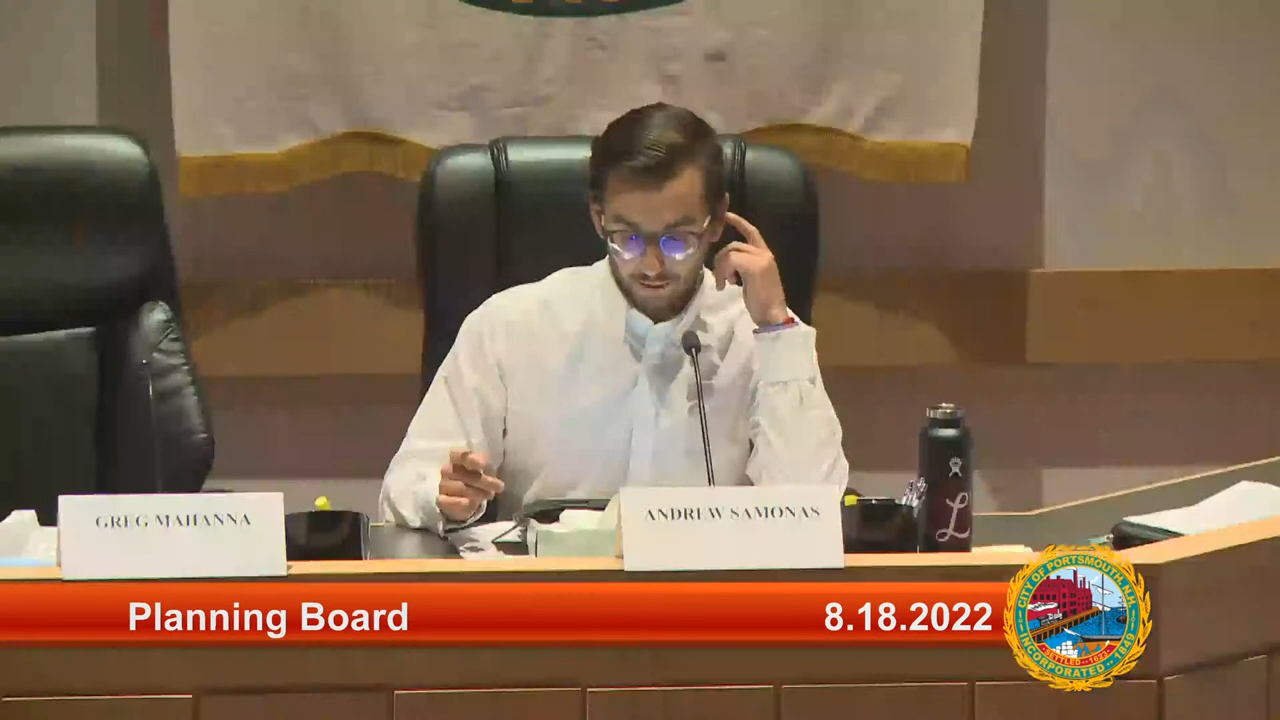 GREG MAHANNA
ANDREW SAMONAS
L
Planning Board
8.18.2022
CITY OF PORTSMOUTH, N.H.
SETTLED 1623
INCORPORATED 1849